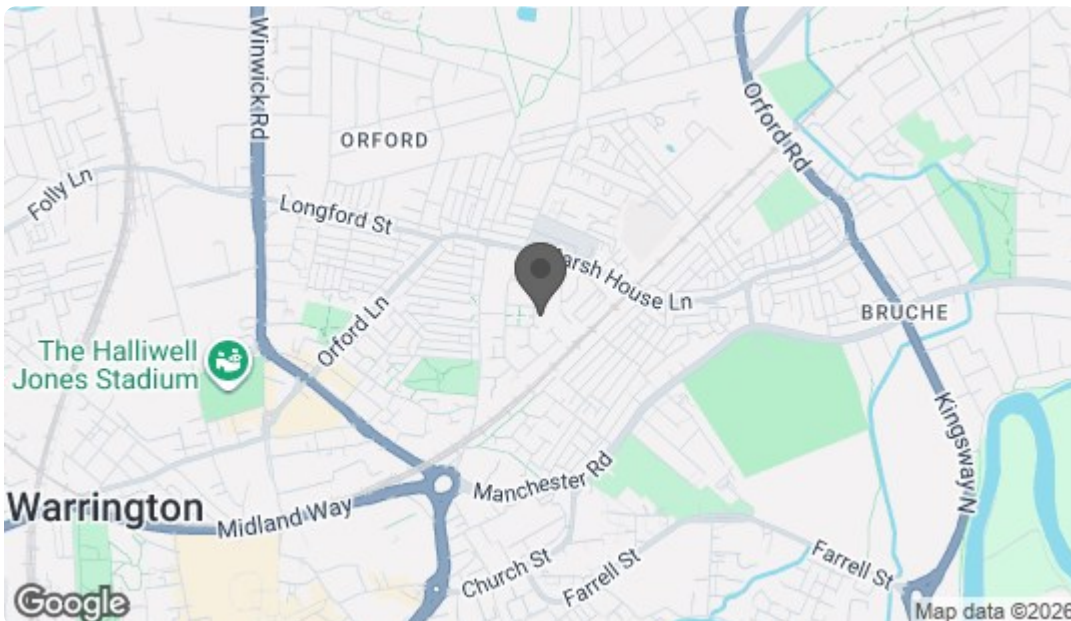 Winwick Rd
ORFORD
Orford Rd
Folly Ln
Longford St
Marsh House Ln
BRUCHE
Orford Ln
The Halliwell
Jones Stadium
Kingsway N
Manchester Rd
Warrington
Midland Way
Church St
Farrell St
Farrell St
Google
Map data ©2026